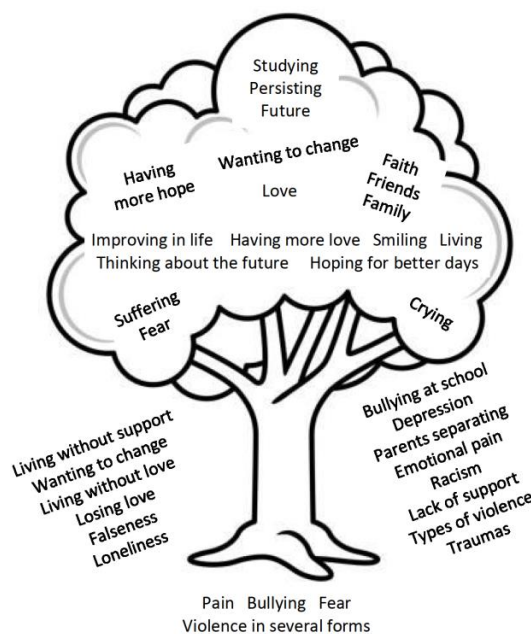 Studying
Persisting
Future
Wanting to change
Having
more hope
Love
Faith
Friends
Family
Improving in life Having more love Smiling Living
Thinking about the future Hoping for better days
Suffering
Fear
Crying
Living without support
Wanting to change
Living without love
Losing love
Falseness
Loneliness
Bullying at school
Depression
Parents separating
Emotional pain
Racism
Lack of support
Types of violence
Traumas
Pain Bullying Fear
Violence in several forms